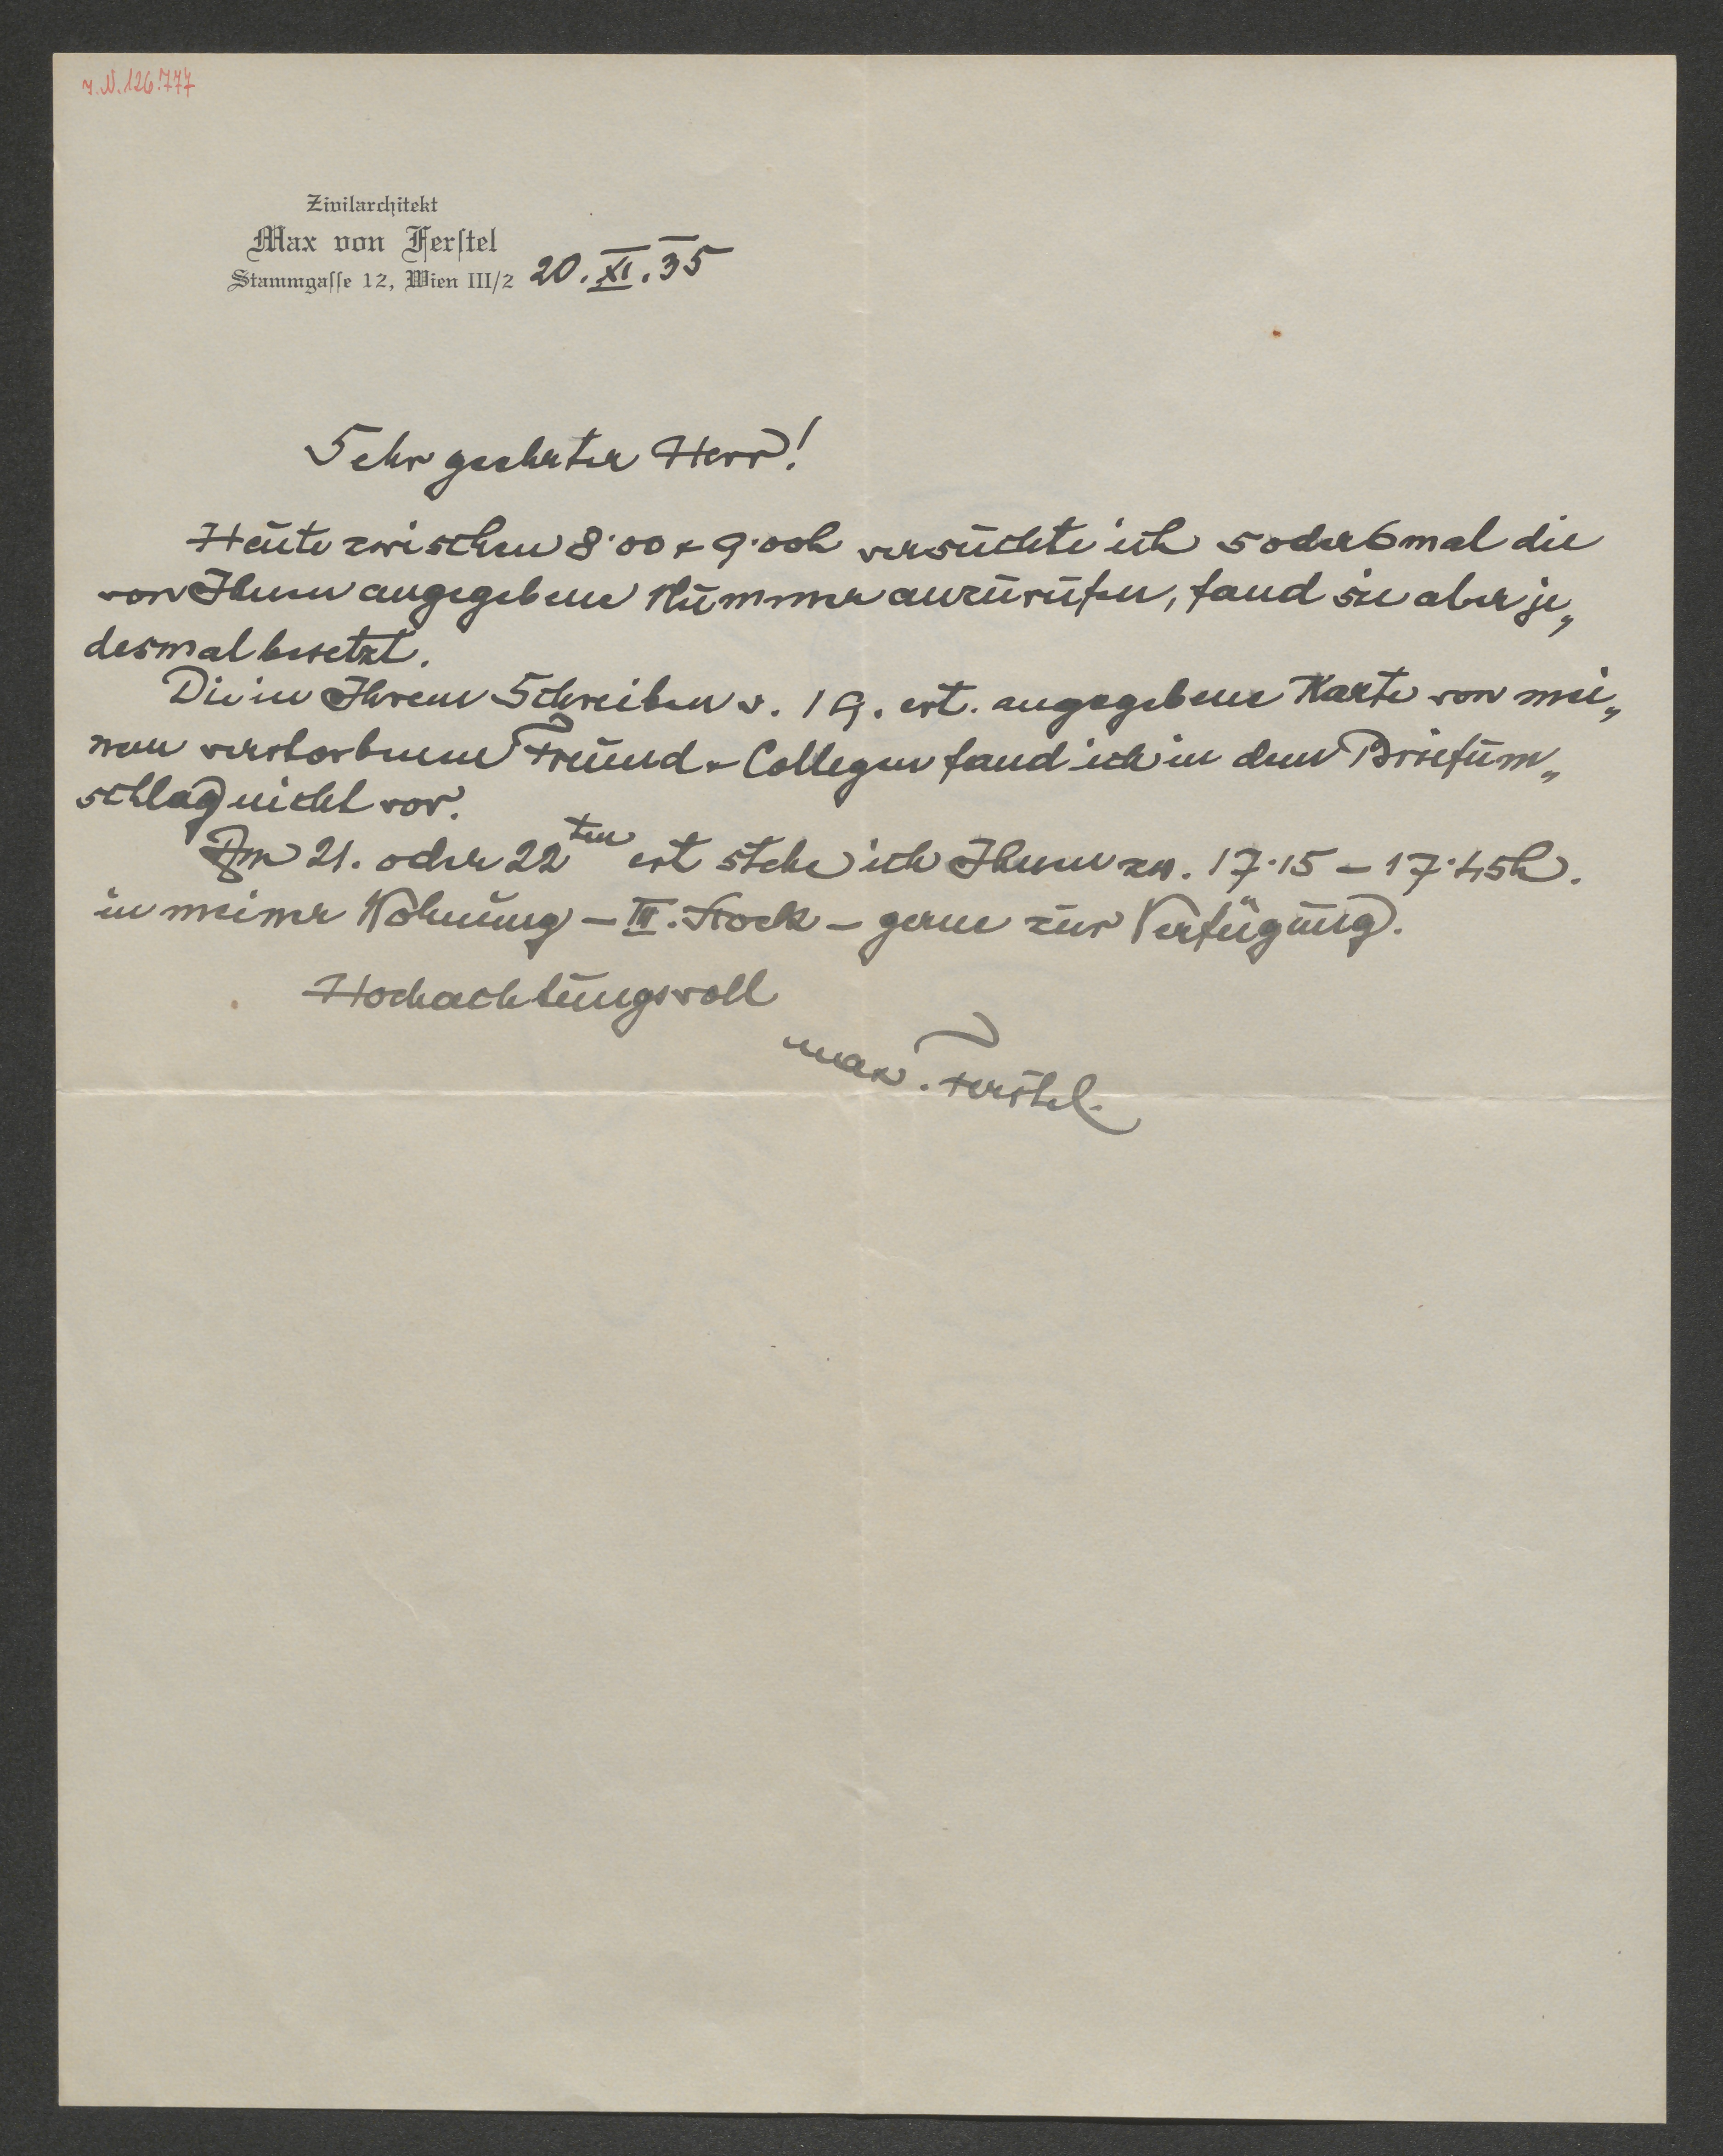 I.N. 126.777
Zivilarchitekt
Max von Ferſtel
Stammgaſſe 12, Wien III/2 20. XI. 35
Sehr geehrter Herr!
Heute zwischen 8·00 + 9·00h versuchte ich 5 oder 6 mal die
von Ihnen angegebene Nummer anzurufen, fand sie aber je„
desmal besetzt.
Die in Ihrem Schreiben v. 19. crt. angegebene Karte von mei„
nem verstorbenen Freund + Collegen fand ich in dem Briefum„
schlag nicht vor.
Am 21. oder 22ten crt stehe ich Ihnen zw. 17·15 – 17·45h.
in meiner Wohnung – III. Stock – gerne zur Verfügung.
Hochachtungsvoll
Max. Ferstel.